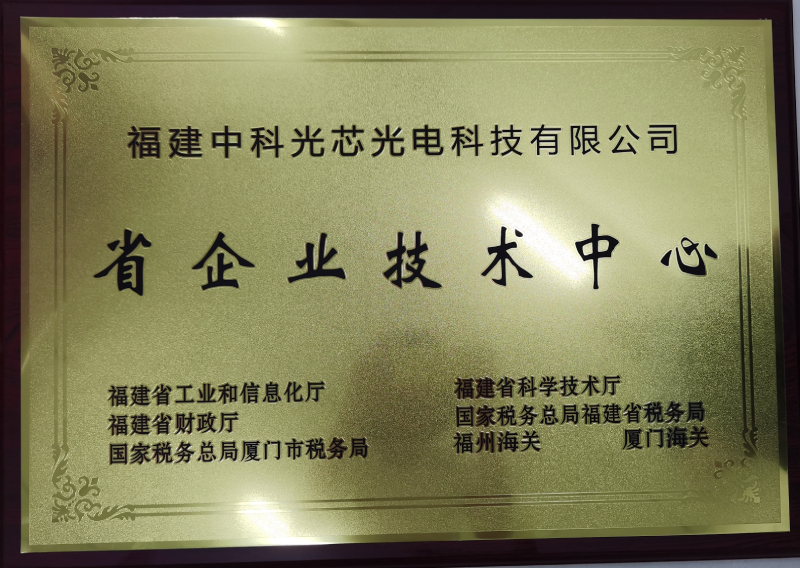 福建中科光芯光电科技有限公司
省企业技术中心
福建省工业和信息化厅
福建省财政厅
国家税务总局厦门市税务局
福建省科学技术厅
国家税务总局福建省税务局
福州海关 厦门海关